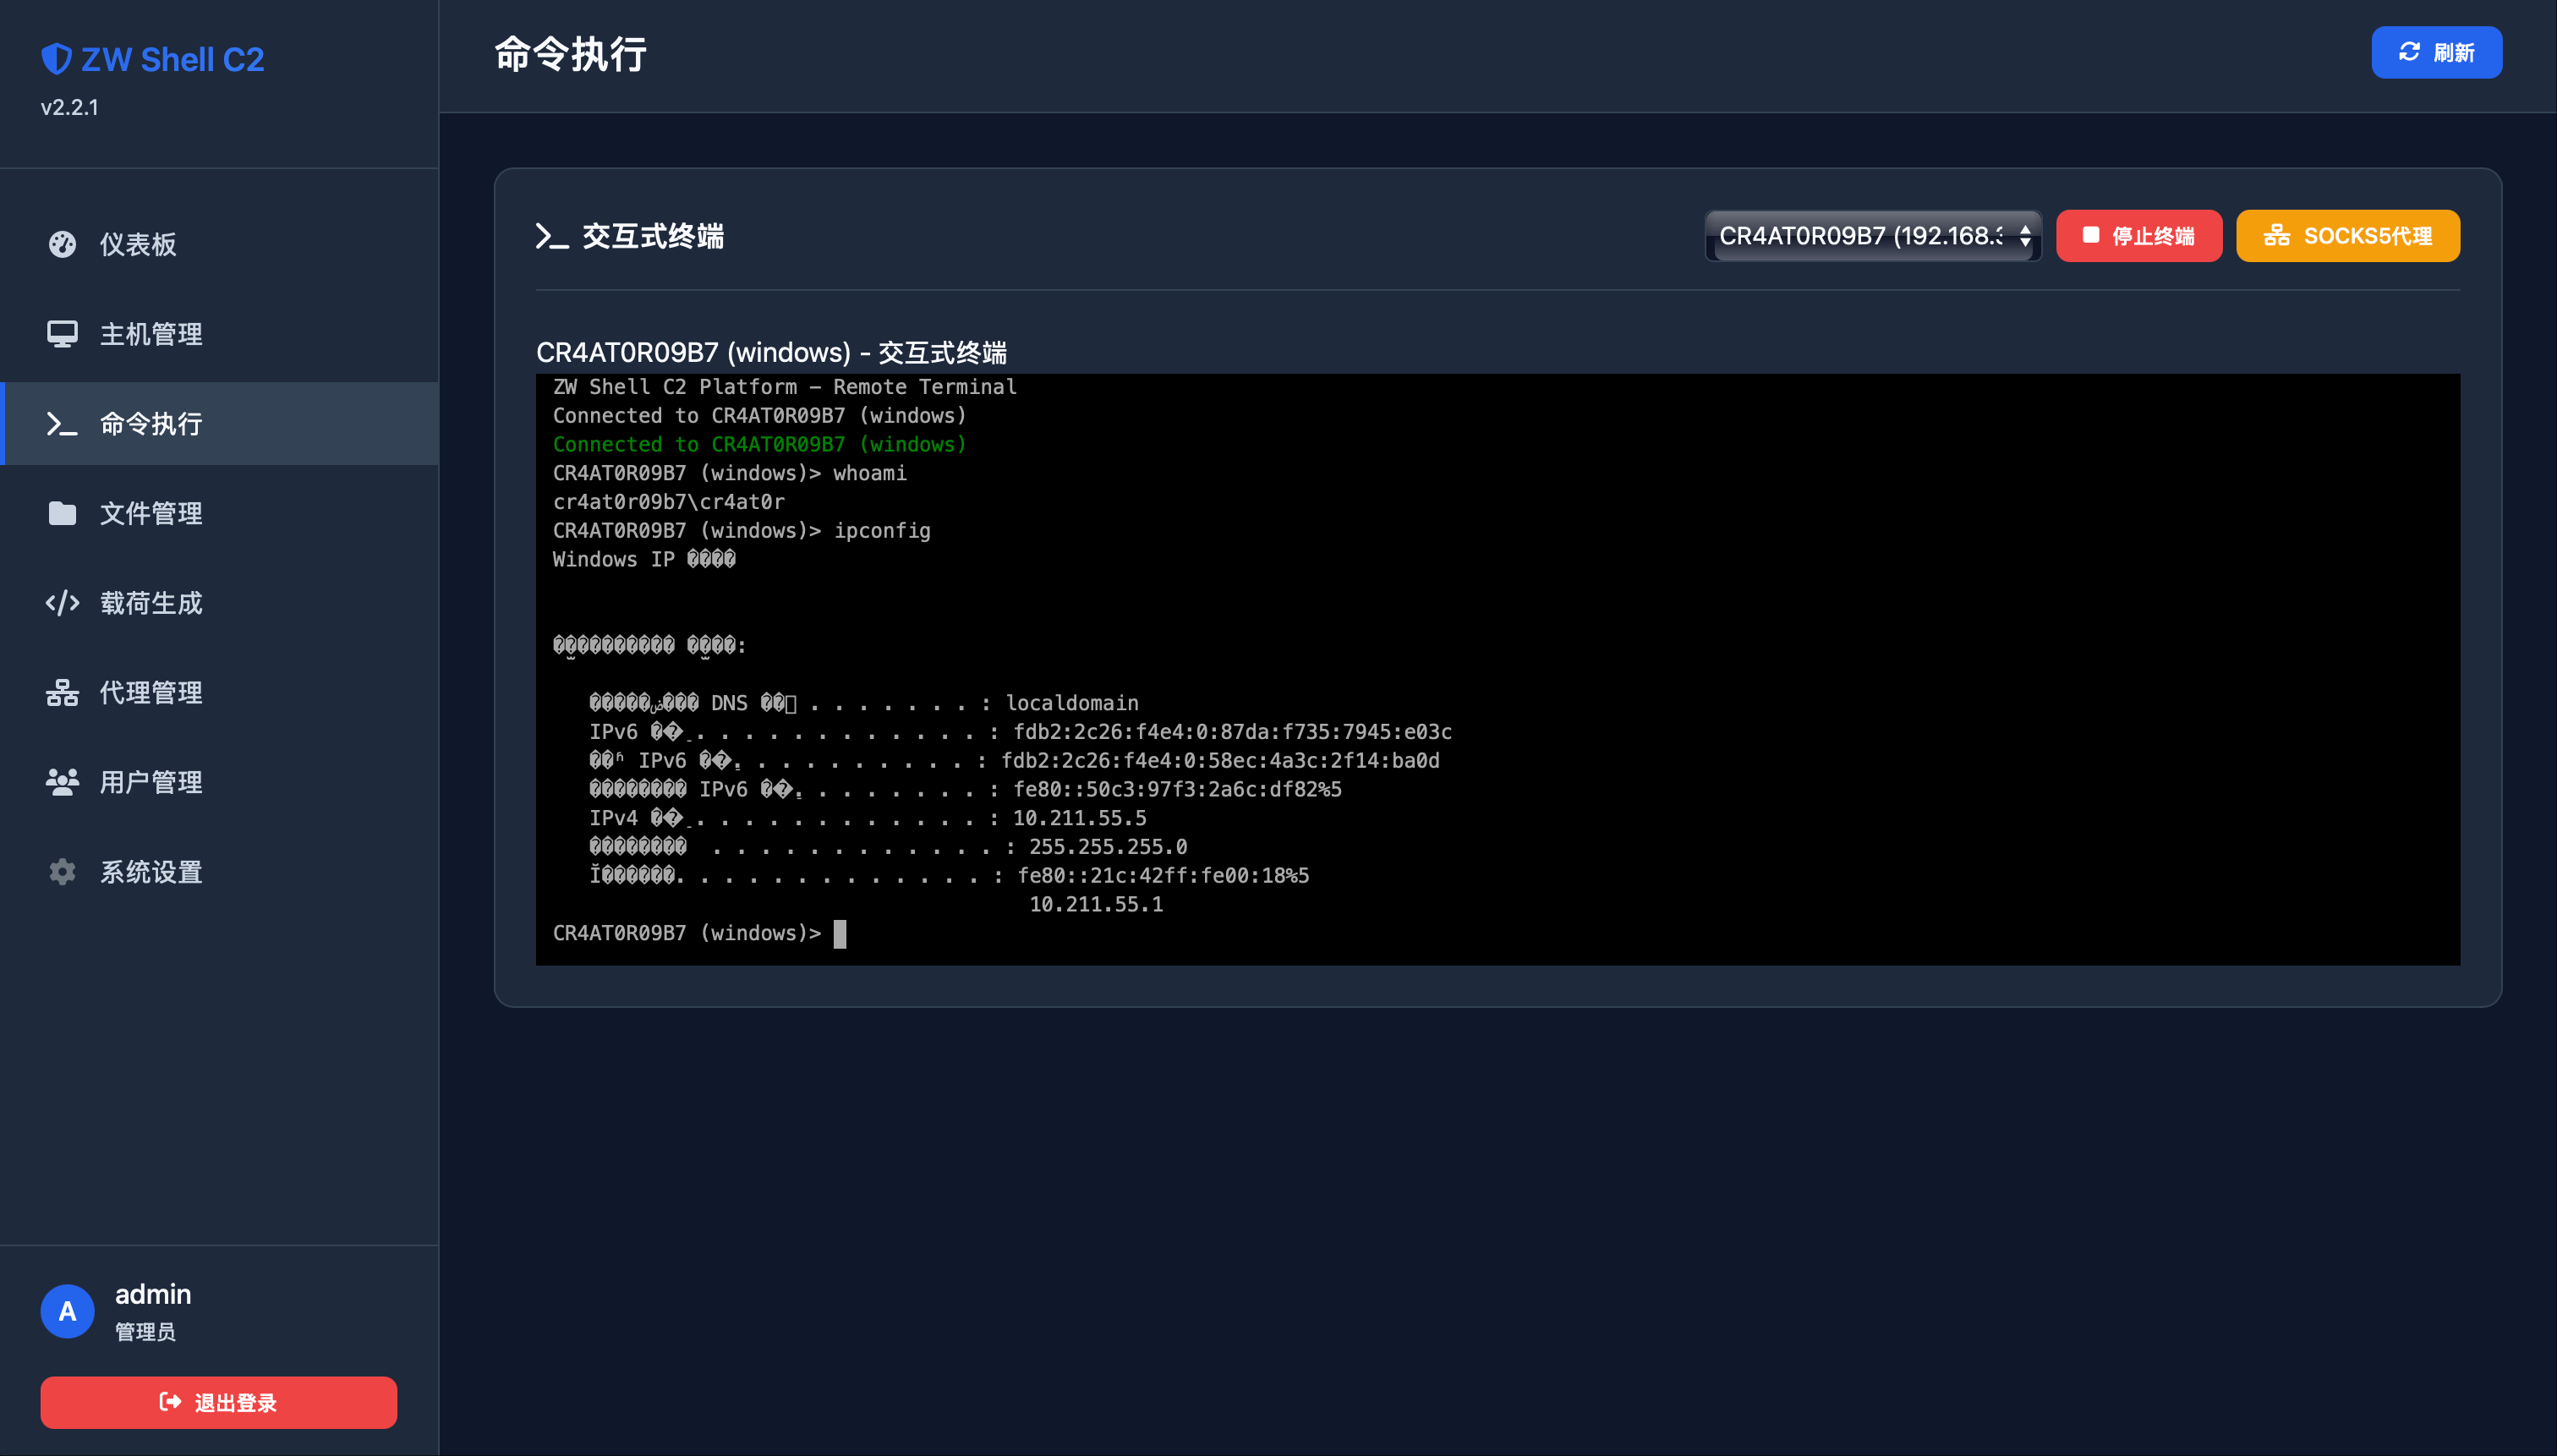 ZW Shell C2
v2.2.1
仪表板
主机管理
命令执行
文件管理
载荷生成
代理管理
用户管理
系统设置
A
admin
管理员
退出登录
命令执行
刷新
交互式终端
CR4AT0R09B7 (192.168.
停止终端
SOCKS5代理
CR4AT0R09B7 (windows) - 交互式终端
ZW Shell C2 Platform – Remote Terminal
Connected to CR4AT0R09B7 (windows)
Connected to CR4AT0R09B7 (windows)
CR4AT0R09B7 (windows)> whoami
cr4at0r09b7\cr4at0r
CR4AT0R09B7 (windows)> ipconfig
Windows IP
DNS . . . . . . . : localdomain
IPv6 . . . . . . . . . . . . : fdb2:2c26:f4e4:0:87da:f735:7945:e03c
IPv6 . . . . . . . . . . : fdb2:2c26:f4e4:0:58ec:4a3c:2f14:ba0d
IPv6 . . . . . . . . : fe80::50c3:97f3:2a6c:df82%5
IPv4 . . . . . . . . . . . . : 10.211.55.5
. . . . . . . . . . . . : 255.255.255.0
. . . . . . . . . . . . . : fe80::21c:42ff:fe00:18%5
10.211.55.1
CR4AT0R09B7 (windows)>